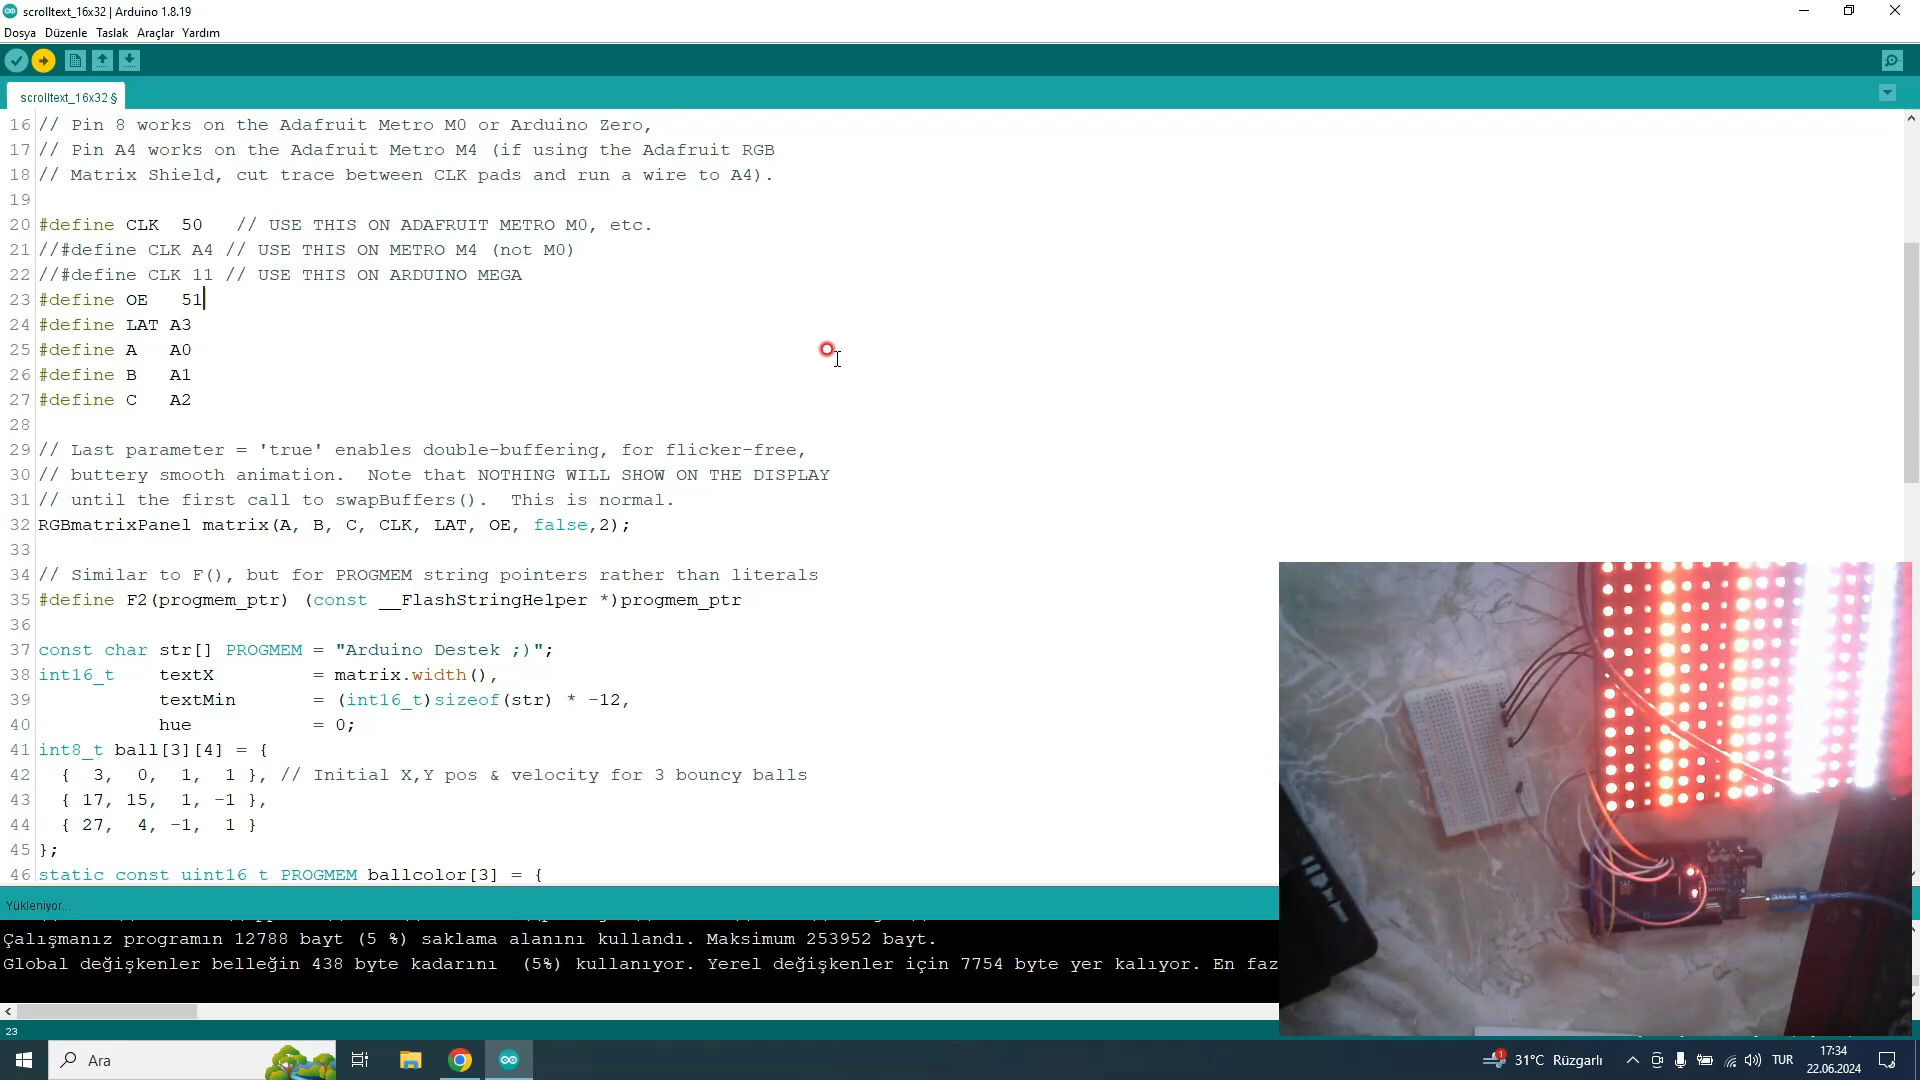 scrolltext_16x32 | Arduino 1.8.19
Dosya Düzenle Taslak Araçlar Yardım
scrolltext_16x32 §
16 // Pin 8 works on the Adafruit Metro M0 or Arduino Zero,
17 // Pin A4 works on the Adafruit Metro M4 (if using the Adafruit RGB
18 // Matrix Shield, cut trace between CLK pads and run a wire to A4).
19
20 #define CLK  50   // USE THIS ON ADAFRUIT METRO M0, etc.
21 //#define CLK A4 // USE THIS ON METRO M4 (not M0)
22 //#define CLK 11 // USE THIS ON ARDUINO MEGA
23 #define OE   51
24 #define LAT A3
25 #define A   A0
26 #define B   A1
27 #define C   A2
28
29 // Last parameter = 'true' enables double-buffering, for flicker-free,
30 // buttery smooth animation.  Note that NOTHING WILL SHOW ON THE DISPLAY
31 // until the first call to swapBuffers().  This is normal.
32 RGBmatrixPanel matrix(A, B, C, CLK, LAT, OE, false,2);
33
34 // Similar to F(), but for PROGMEM string pointers rather than literals
35 #define F2(progmem_ptr) (const __FlashStringHelper *)progmem_ptr
36
37 const char str[] PROGMEM = "Arduino Destek ;)";
38 int16_t    textX         = matrix.width(),
39            textMin       = (int16_t)sizeof(str) * -12,
40            hue           = 0;
41 int8_t ball[3][4] = {
42   {  3,  0,  1,  1 }, // Initial X,Y pos & velocity for 3 bouncy balls
43   { 17, 15,  1, -1 },
44   { 27,  4, -1,  1 }
45 };
46 static const uint16_t PROGMEM ballcolor[3] = {
Yükleniyor...
Çalışmanız programın 12788 bayt (5 %) saklama alanını kullandı. Maksimum 253952 bayt.
Global değişkenler belleğin 438 byte kadarını  (5%) kullanıyor. Yerel değişkenler için 7754 byte yer kalıyor. En faz
23
Ara
1
31°C Rüzgarlı
TUR
17:34
22.06.2024